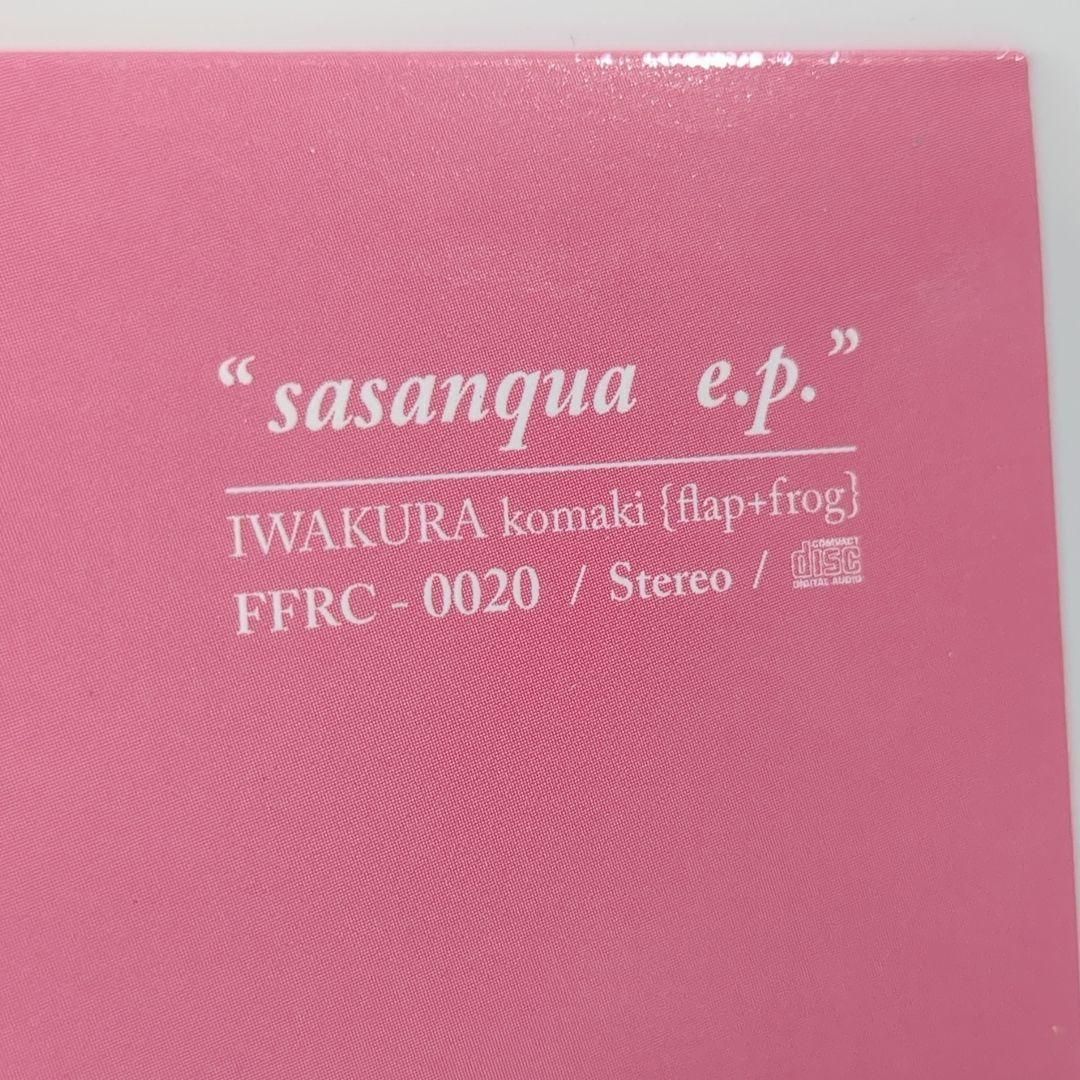 “sasanqua e.p.”
IWAKURA komaki {flap+frog}
FFRC - 0020 / Stereo / COMPACT disc DIGITAL AUDIO